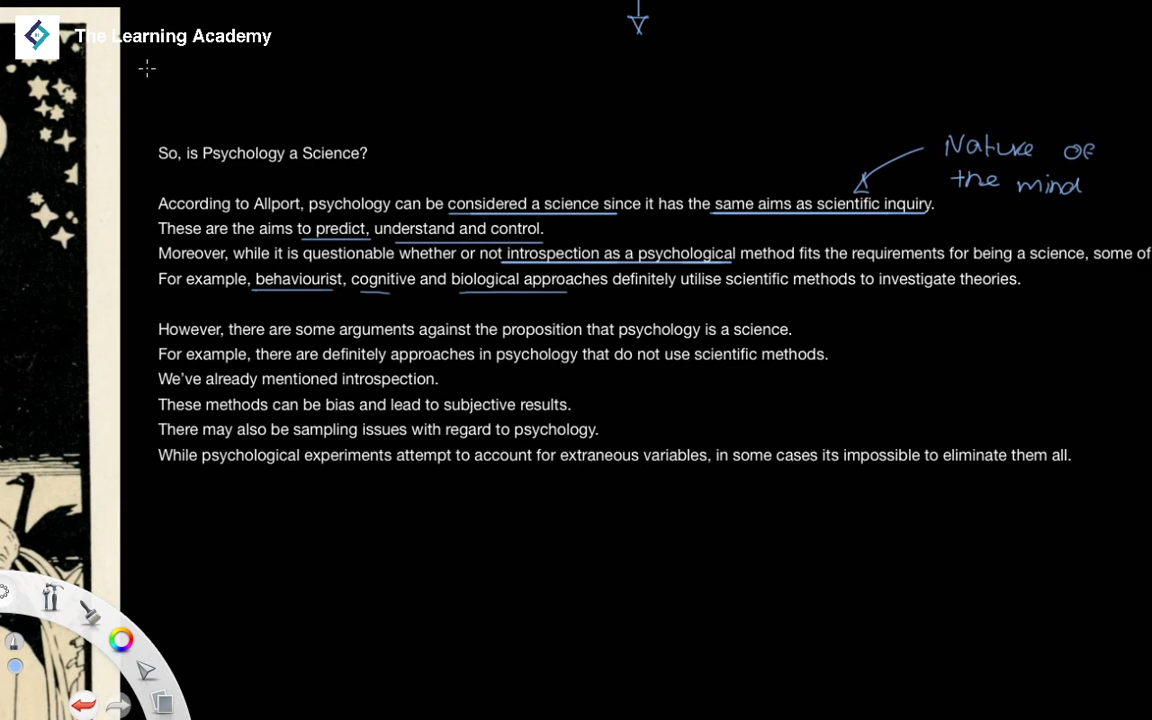 The Learning Academy
So, is Psychology a Science?
Nature of
the mind
According to Allport, psychology can be considered a science since it has the same aims as scientific inquiry.
These are the aims to predict, understand and control.
Moreover, while it is questionable whether or not introspection as a psychological method fits the requirements for being a science, some of
For example, behaviourist, cognitive and biological approaches definitely utilise scientific methods to investigate theories.
However, there are some arguments against the proposition that psychology is a science.
For example, there are definitely approaches in psychology that do not use scientific methods.
We've already mentioned introspection.
These methods can be bias and lead to subjective results.
There may also be sampling issues with regard to psychology.
While psychological experiments attempt to account for extraneous variables, in some cases its impossible to eliminate them all.